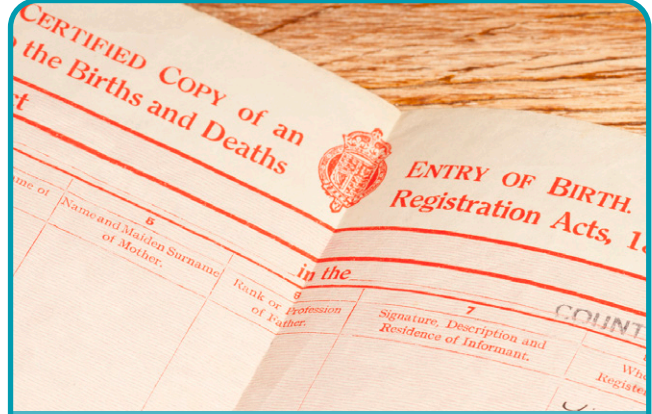 CERTIFIED COPY of an
the Births and Deaths
ENTRY OF BIRTH.
Registration Acts,
in the
5
Name and Maiden Surname
of Mother.
6
Rank or Profession
of Father.
7
Signature, Description and
Residence of Informant.
COUNT